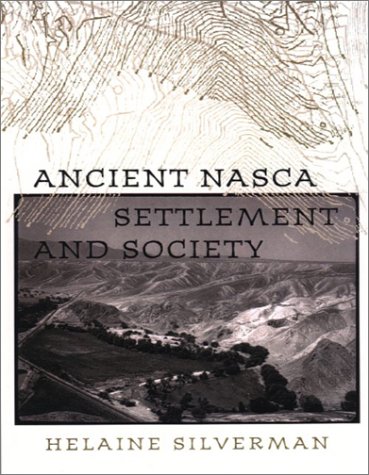 ANCIENT NASCA
SETTLEMENT
AND SOCIETY
HELAINE SILVERMAN